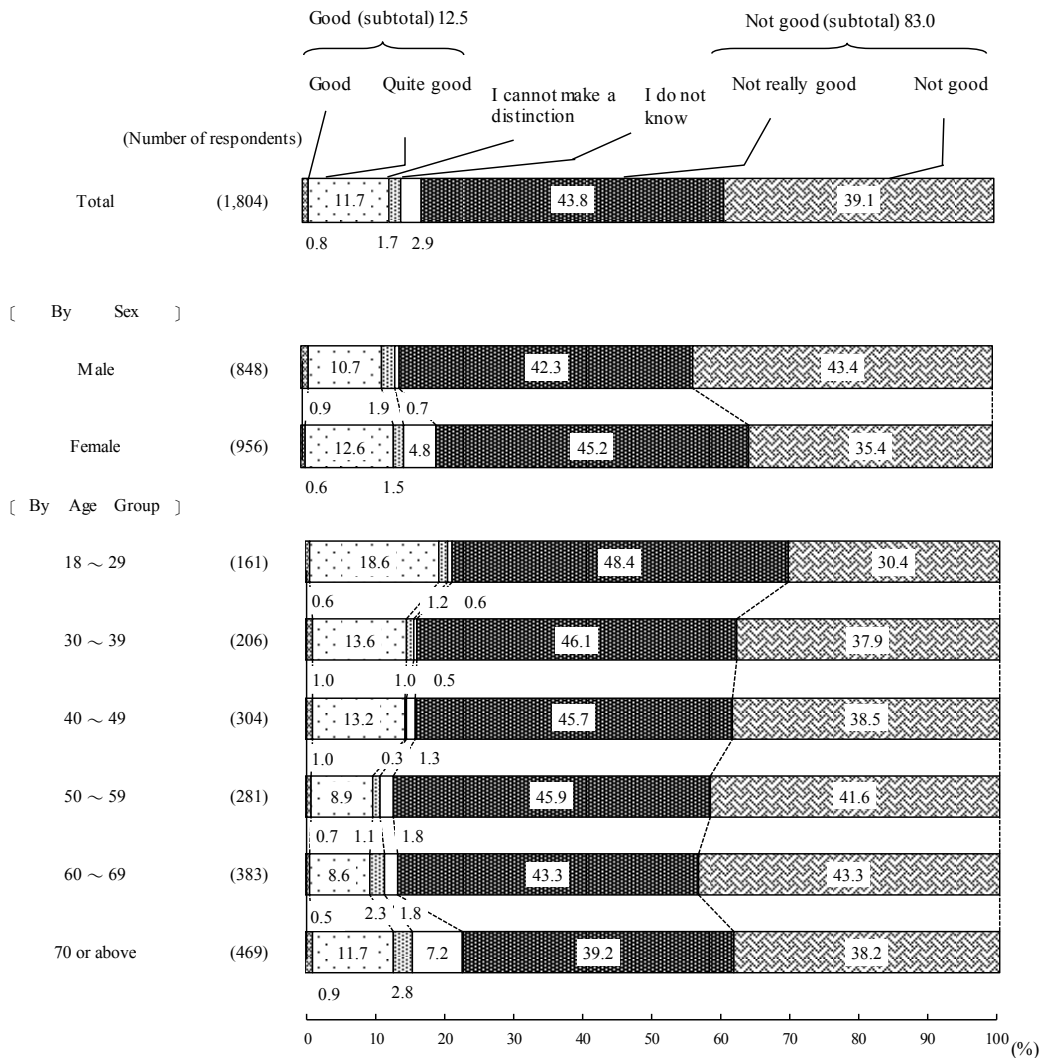 Good (subtotal) 12.5 Not good (subtotal) 83.0
Good Quite good I cannot make a distinction I do not know Not really good Not good
(Number of respondents)
Total (1,804) 11.7 43.8 39.1
0.8 1.7 2.9
〔 By Sex 〕
Male (848) 10.7 42.3 43.4
0.9 1.9 0.7
Female (956) 12.6 4.8 45.2 35.4
0.6 1.5
〔 By Age Group 〕
18 ~ 29 (161) 18.6 48.4 30.4
0.6 1.2 0.6
30 ~ 39 (206) 13.6 46.1 37.9
1.0 1.0 0.5
40 ~ 49 (304) 13.2 45.7 38.5
1.0 0.3 1.3
50 ~ 59 (281) 8.9 45.9 41.6
0.7 1.1 1.8
60 ~ 69 (383) 8.6 43.3 43.3
0.5 2.3 1.8
70 or above (469) 11.7 7.2 39.2 38.2
0.9 2.8
0 10 20 30 40 50 60 70 80 90 100 (%)